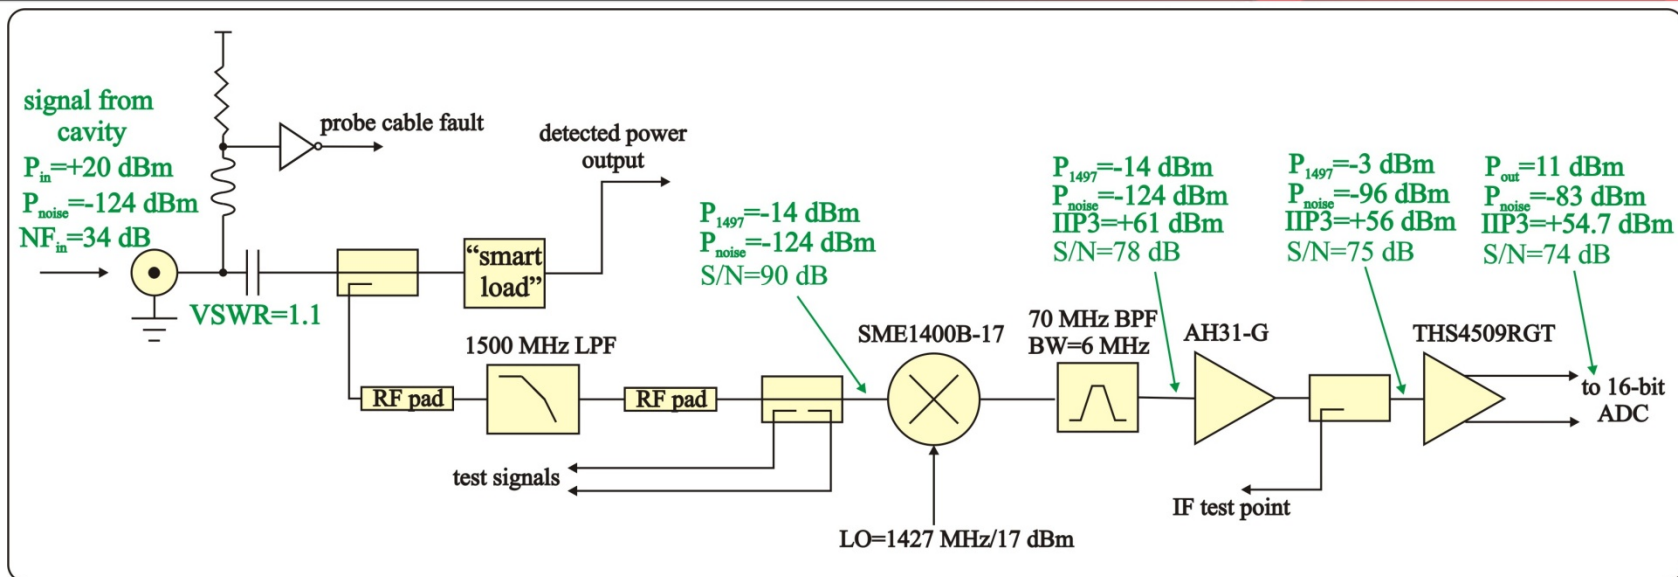 signal from
cavity
Pin=+20 dBm
Pnoise=-124 dBm
NFin=34 dB
probe cable fault
detected power
output
VSWR=1.1
“smart
load”
P1497=-14 dBm
Pnoise=-124 dBm
S/N=90 dB
P1497=-14 dBm
Pnoise=-124 dBm
IIP3=+61 dBm
S/N=78 dB
P1497=-3 dBm
Pnoise=-96 dBm
IIP3=+56 dBm
S/N=75 dB
Pout=11 dBm
Pnoise=-83 dBm
IIP3=+54.7 dBm
S/N=74 dB
1500 MHz LPF
RF pad
RF pad
SME1400B-17
70 MHz BPF
BW=6 MHz
AH31-G
THS4509RGT
to 16-bit
ADC
test signals
IF test point
LO=1427 MHz/17 dBm